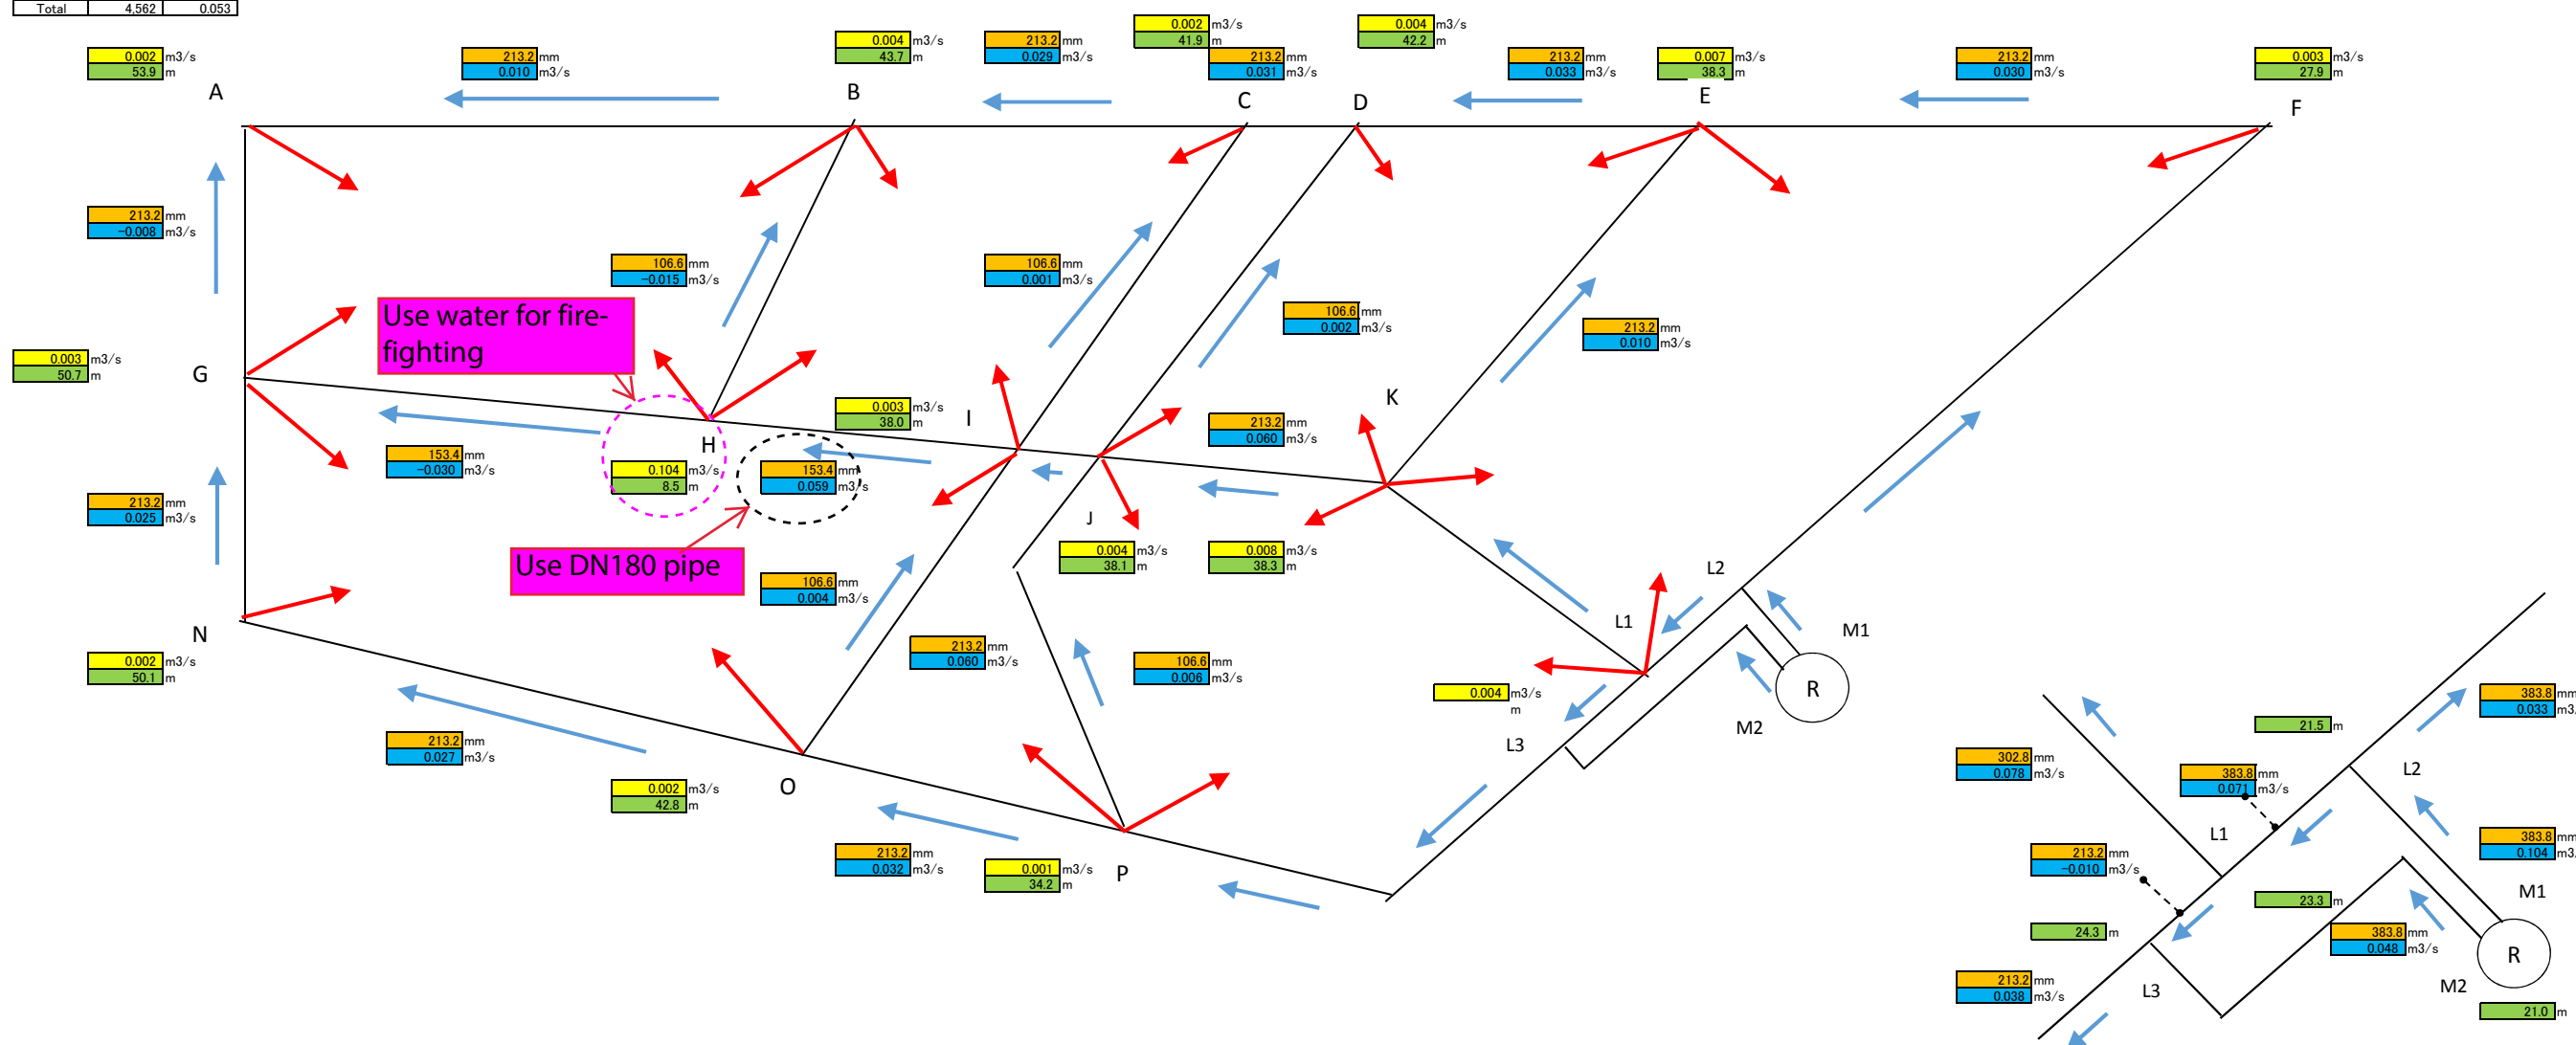 Total 4,562 0.053
0.002 m3/s
41.9 m
0.004 m3/s
42.2 m
0.002 m3/s
53.9 m
213.2 mm
0.010 m3/s
0.004 m3/s
43.7 m
213.2 mm
0.029 m3/s
213.2 mm
0.031 m3/s
213.2 mm
0.033 m3/s
0.007 m3/s
38.3 m
213.2 mm
0.030 m3/s
0.003 m3/s
27.9 m
A
B
C
D
E
F
213.2 mm
-0.008 m3/s
106.6 mm
-0.015 m3/s
106.6 mm
0.001 m3/s
106.6 mm
0.002 m3/s
213.2 mm
0.010 m3/s
Use water for fire-
fighting
0.003 m3/s
50.7 m
G
0.003 m3/s
38.0 m
I
213.2 mm
0.060 m3/s
K
H
153.4 mm
-0.030 m3/s
0.104 m3/s
8.5 m
153.4 mm
0.059 m3/s
213.2 mm
0.025 m3/s
J
0.004 m3/s
38.1 m
0.008 m3/s
38.3 m
Use DN180 pipe
106.6 mm
0.004 m3/s
L2
L1
M1
N
213.2 mm
0.060 m3/s
106.6 mm
0.006 m3/s
0.002 m3/s
50.1 m
0.004 m3/s
m
R
M2
L3
213.2 mm
0.027 m3/s
O
0.002 m3/s
42.8 m
213.2 mm
0.032 m3/s
0.001 m3/s
34.2 m
P
383.8 mm
0.033 m3
21.5 m
302.8 mm
0.078 m3/s
383.8 mm
0.071 m3/s
L2
L1
383.8 mm
0.104 m3
213.2 mm
-0.010 m3/s
M1
23.3 m
24.3 m
383.8 mm
0.048 m3/s
R
213.2 mm
0.038 m3/s
L3
M2
21.0 m